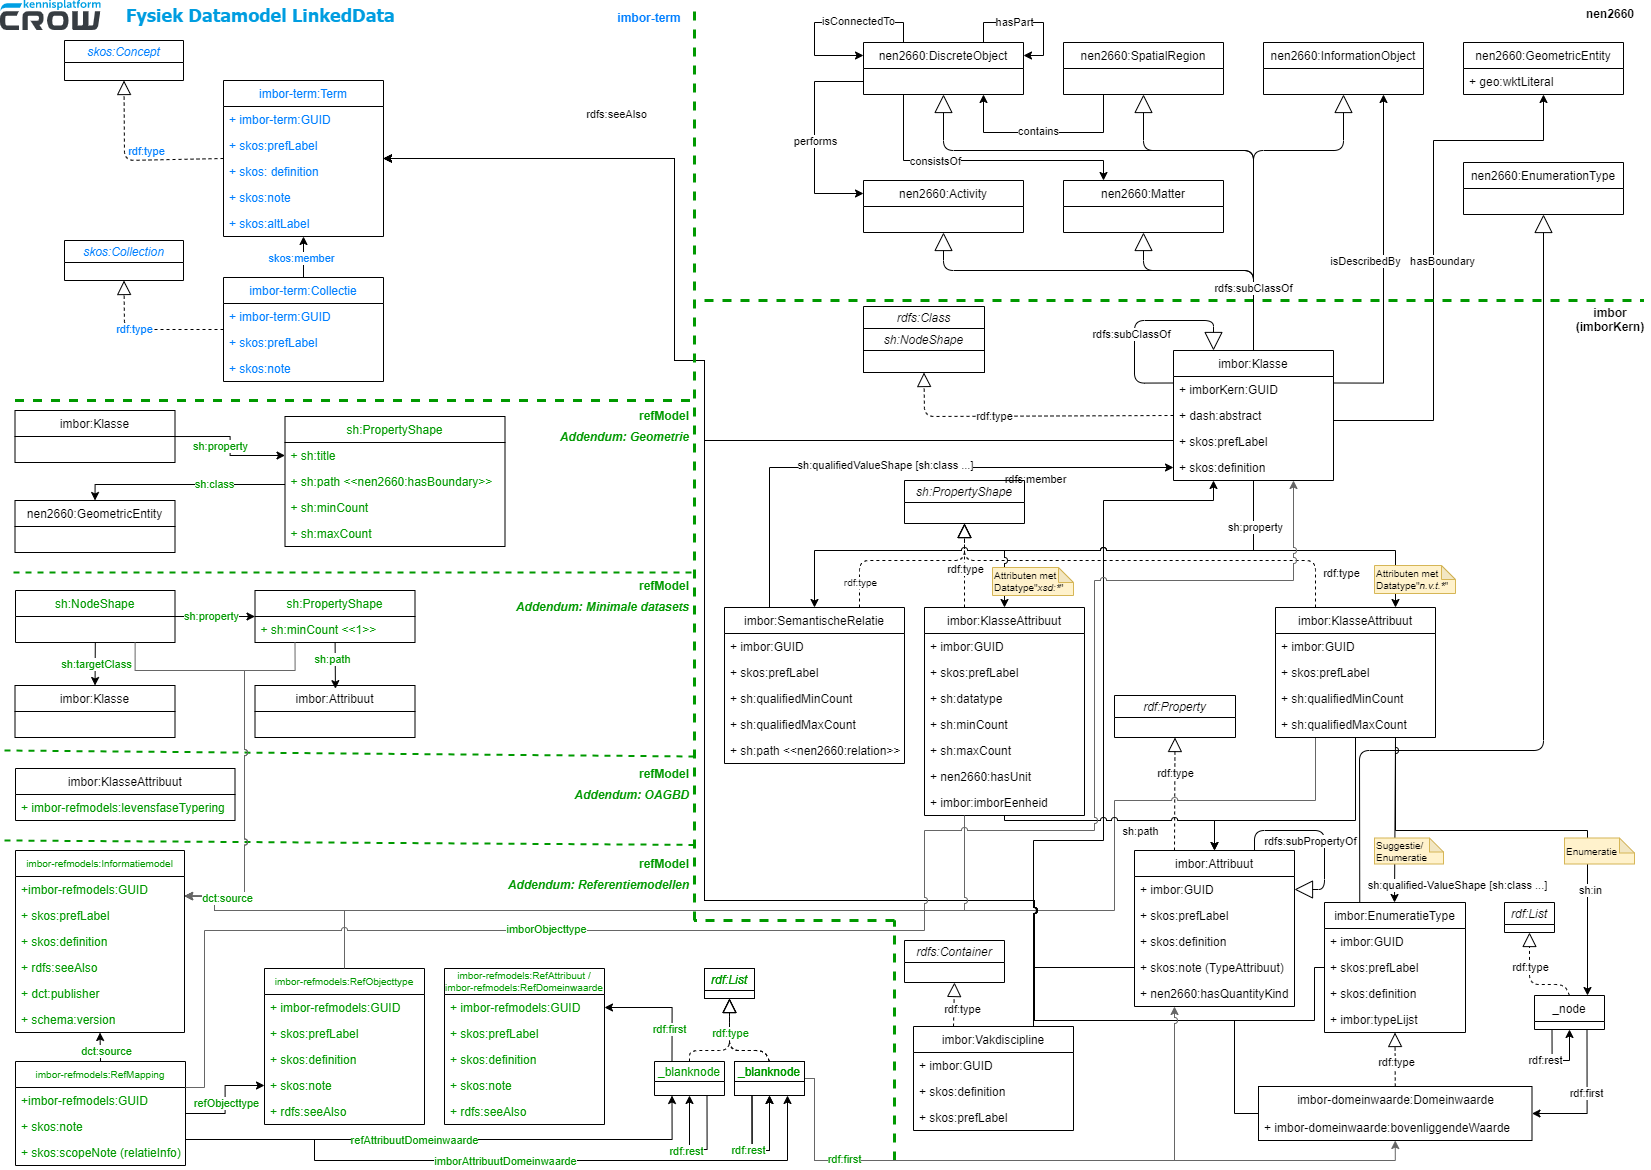 kennisplatform
CROW
Fysiek Datamodel LinkedData
imbor-term
nen2660
skos:Concept
imbor-term:Term
+ imbor-term:GUID
+ skos:prefLabel
+ skos: definition
+ skos:note
+ skos:altLabel
rdf:type
rdfs:seeAlso
skos:Collection
skos:member
imbor-term:Collectie
+ imbor-term:GUID
+ skos:prefLabel
+ skos:note
rdf:type
isConnectedTo
hasPart
nen2660:DiscreteObject
nen2660:SpatialRegion
nen2660:InformationObject
nen2660:GeometricEntity
+ geo:wktLiteral
performs
contains
consistsOf
nen2660:Activity
nen2660:Matter
nen2660:EnumerationType
isDescribedBy
hasBoundary
rdfs:subClassOf
imbor
(imborKern)
rdfs:Class
sh:NodeShape
rdfs:subClassOf
imbor:Klasse
+ imborKern:GUID
+ dash:abstract
+ skos:prefLabel
+ skos:definition
rdf:type
refModel
Addendum: Geometrie
imbor:Klasse
sh:property
sh:PropertyShape
+ sh:title
+ sh:path <<nen2660:hasBoundary>>
+ sh:minCount
+ sh:maxCount
sh:class
nen2660:GeometricEntity
sh:qualifiedValueShape [sh:class ...]
rdfs:member
sh:PropertyShape
sh:property
rdf:type
rdf:type
rdf:type
Attributen met
Datatype"xsd:*"
Attributen met
Datatype"n.v.t.*"
refModel
Addendum: Minimale datasets
sh:NodeShape
sh:property
sh:PropertyShape
+ sh:minCount <<1>>
sh:targetClass
sh:path
imbor:Klasse
imbor:Attribuut
imbor:SemantischeRelatie
+ imbor:GUID
+ skos:prefLabel
+ sh:qualifiedMinCount
+ sh:qualifiedMaxCount
+ sh:path <<nen2660:relation>>
imbor:KlasseAttribuut
+ imbor:GUID
+ skos:prefLabel
+ sh:datatype
+ sh:minCount
+ sh:maxCount
+ nen2660:hasUnit
+ imbor:imborEenheid
imbor:KlasseAttribuut
+ imbor:GUID
+ skos:prefLabel
+ sh:qualifiedMinCount
+ sh:qualifiedMaxCount
rdf:Property
rdf:type
refModel
Addendum: OAGBD
imbor:KlasseAttribuut
+ imbor-refmodels:levensfaseTypering
sh:path
rdfs:subPropertyOf
Suggestie/
Enumeratie
Enumeratie
sh:qualified-ValueShape [sh:class ...]
sh:in
refModel
Addendum: Referentiemodellen
imbor-refmodels:Informatiemodel
+imbor-refmodels:GUID
+ skos:prefLabel
+ skos:definition
+ rdfs:seeAlso
+ dct:publisher
+ schema:version
dct:source
imborObjecttype
imbor:Attribuut
+ imbor:GUID
+ skos:prefLabel
+ skos:definition
+ skos:note (TypeAttribuut)
+ nen2660:hasQuantityKind
imbor:EnumeratieType
+ imbor:GUID
+ skos:prefLabel
+ skos:definition
+ imbor:typeLijst
rdf:List
rdf:type
_node
rdf:rest
rdf:first
rdfs:Container
rdf:type
imbor:Vakdiscipline
+ imbor:GUID
+ skos:definition
+ skos:prefLabel
rdf:type
imbor-domeinwaarde:Domeinwaarde
+ imbor-domeinwaarde:bovenliggendeWaarde
imbor-refmodels:RefObjecttype
+ imbor-refmodels:GUID
+ skos:prefLabel
+ skos:definition
+ skos:note
+ rdfs:seeAlso
imbor-refmodels:RefAttribuut /
imbor-refmodels:RefDomeinwaarde
+ imbor-refmodels:GUID
+ skos:prefLabel
+ skos:definition
+ skos:note
+ rdfs:seeAlso
rdf:List
rdf:first
rdf:type
_blanknode
_blanknode
rdf:rest
rdf:rest
rdf:first
dct:source
imbor-refmodels:RefMapping
+imbor-refmodels:GUID
+ skos:note
+ skos:scopeNote (relatieInfo)
refObjecttype
refAttribuutDomeinwaarde
imborAttribuutDomeinwaarde